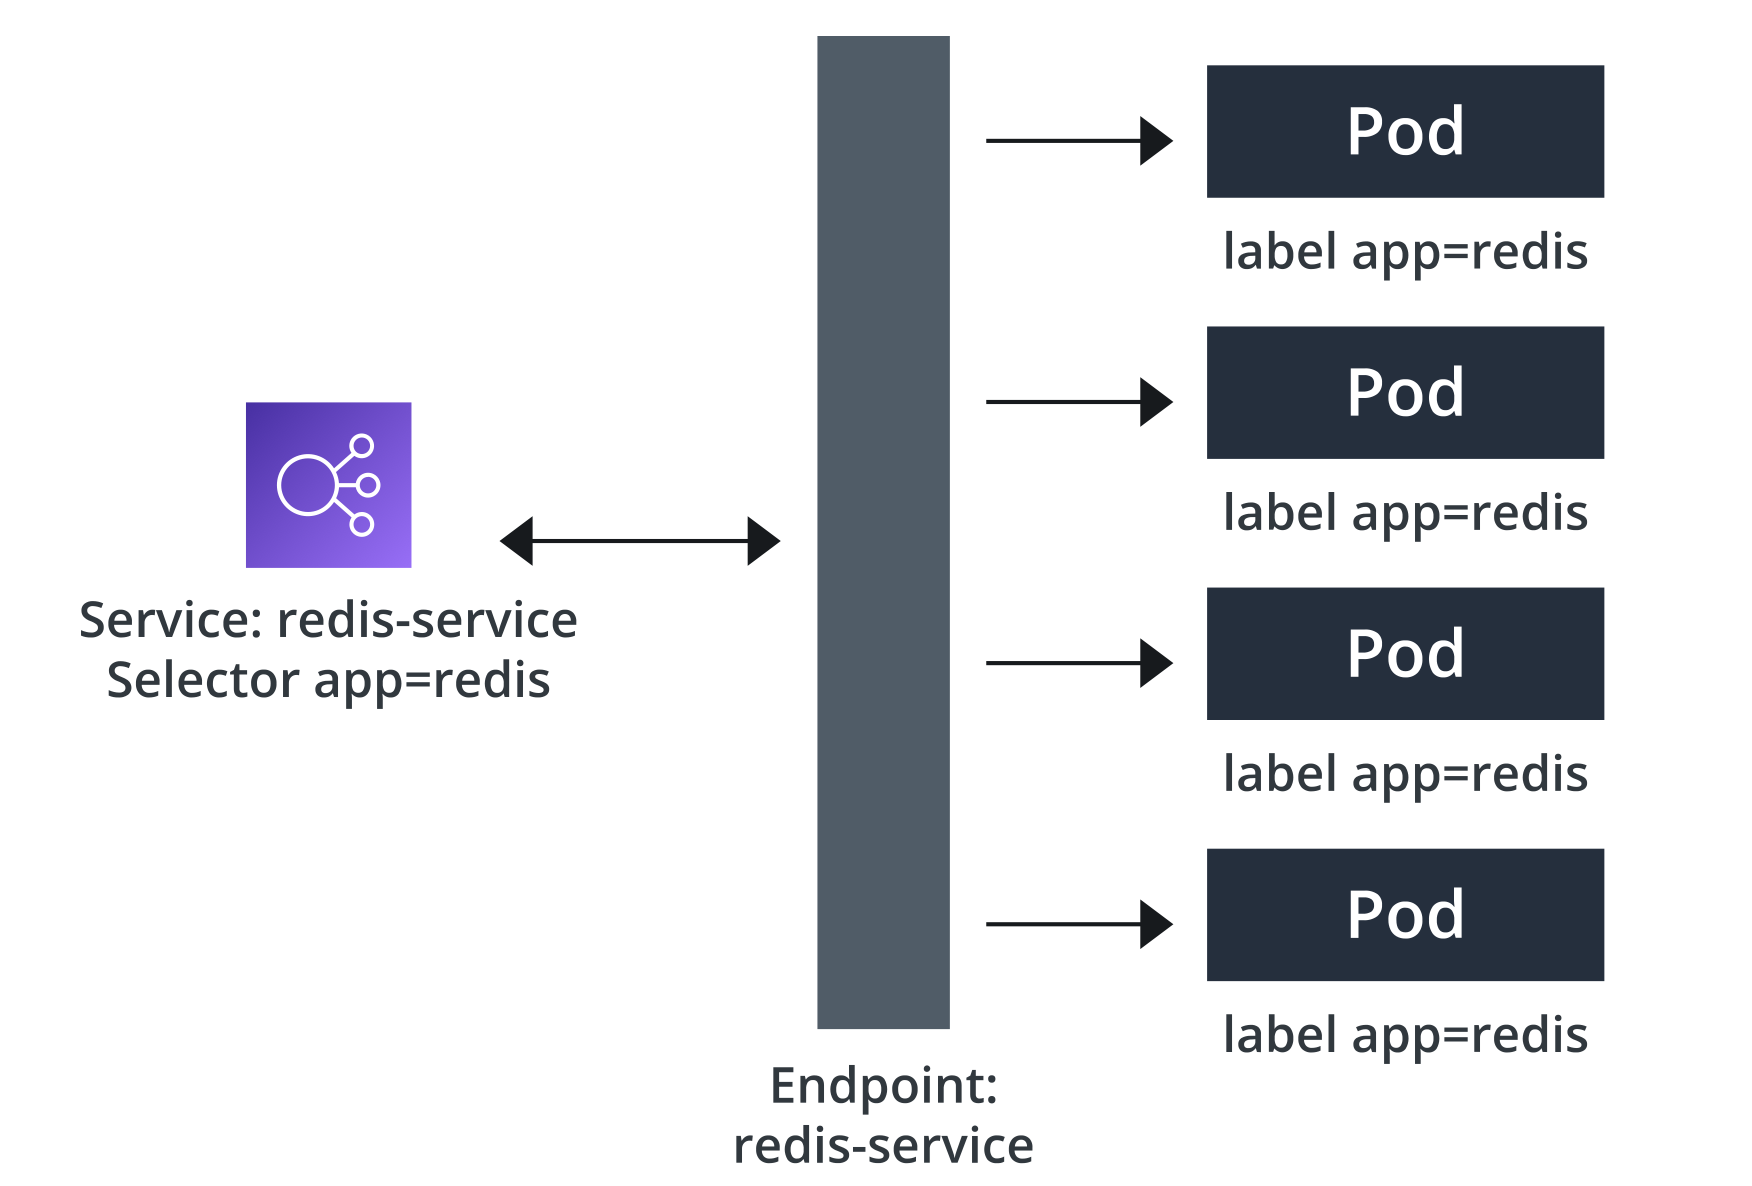 Service: redis-service
Selector app=redis
Endpoint:
redis-service
Pod
label app=redis
Pod
label app=redis
Pod
label app=redis
Pod
label app=redis